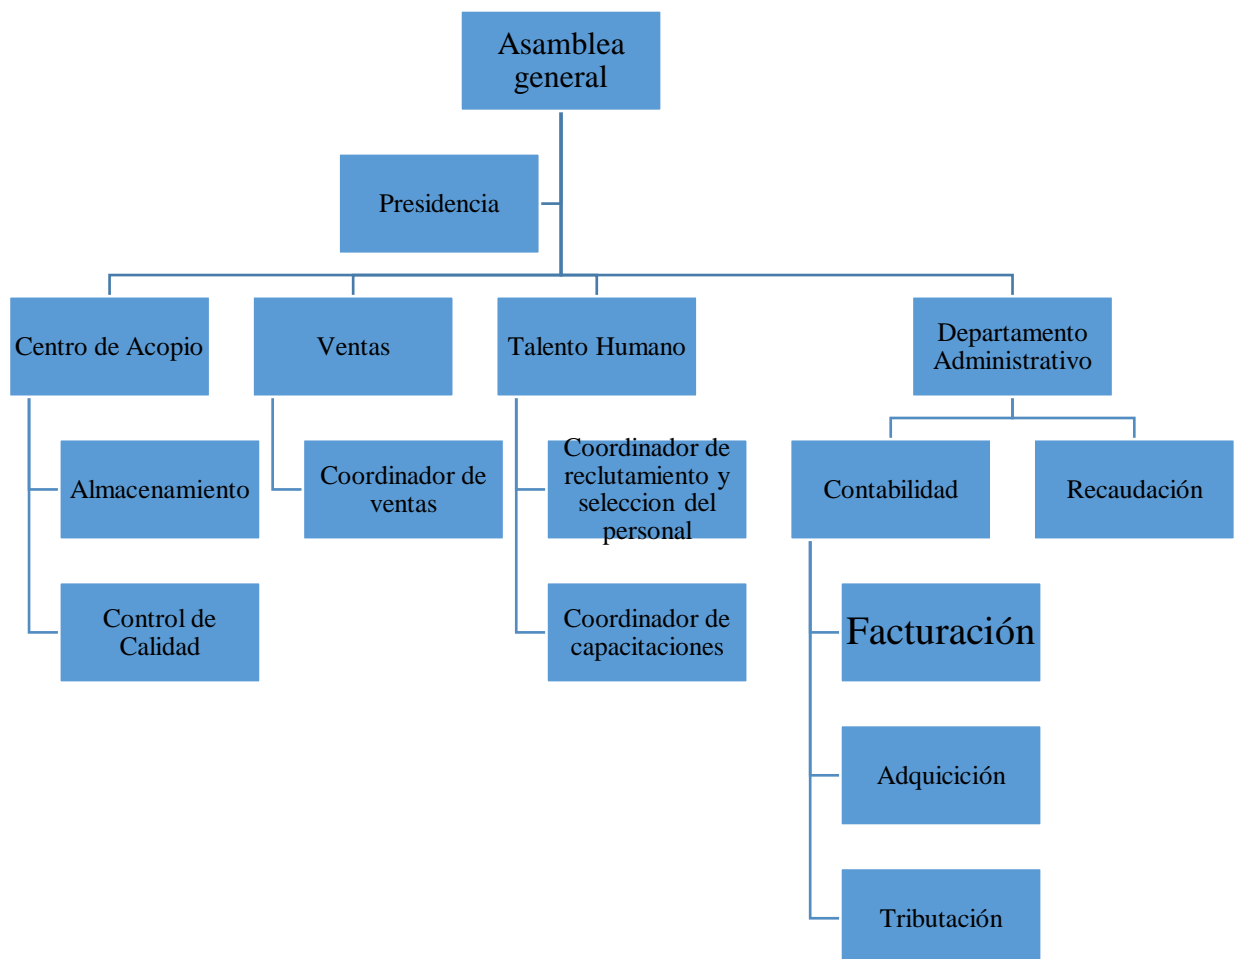 Asamblea
general
Presidencia
Centro de Acopio
Ventas
Talento Humano
Departamento
Administrativo
Almacenamiento
Coordinador de
ventas
Coordinador de
reclutamiento y
seleccion del
personal
Contabilidad
Recaudación
Control de
Calidad
Coordinador de
capacitaciones
Facturación
Adquicición
Tributación